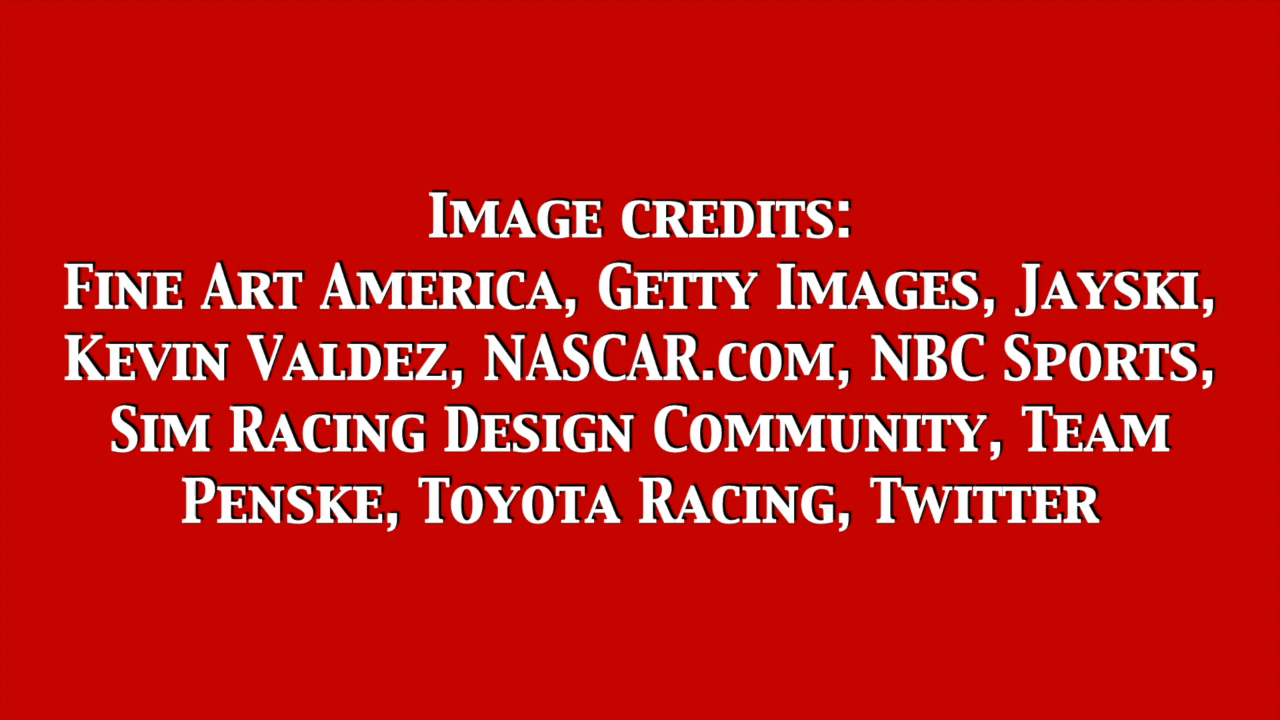 Image credits:
Fine Art America, Getty Images, Jayski,
Kevin Valdez, NASCAR.com, NBC Sports,
Sim Racing Design Community, Team
Penske, Toyota Racing, Twitter